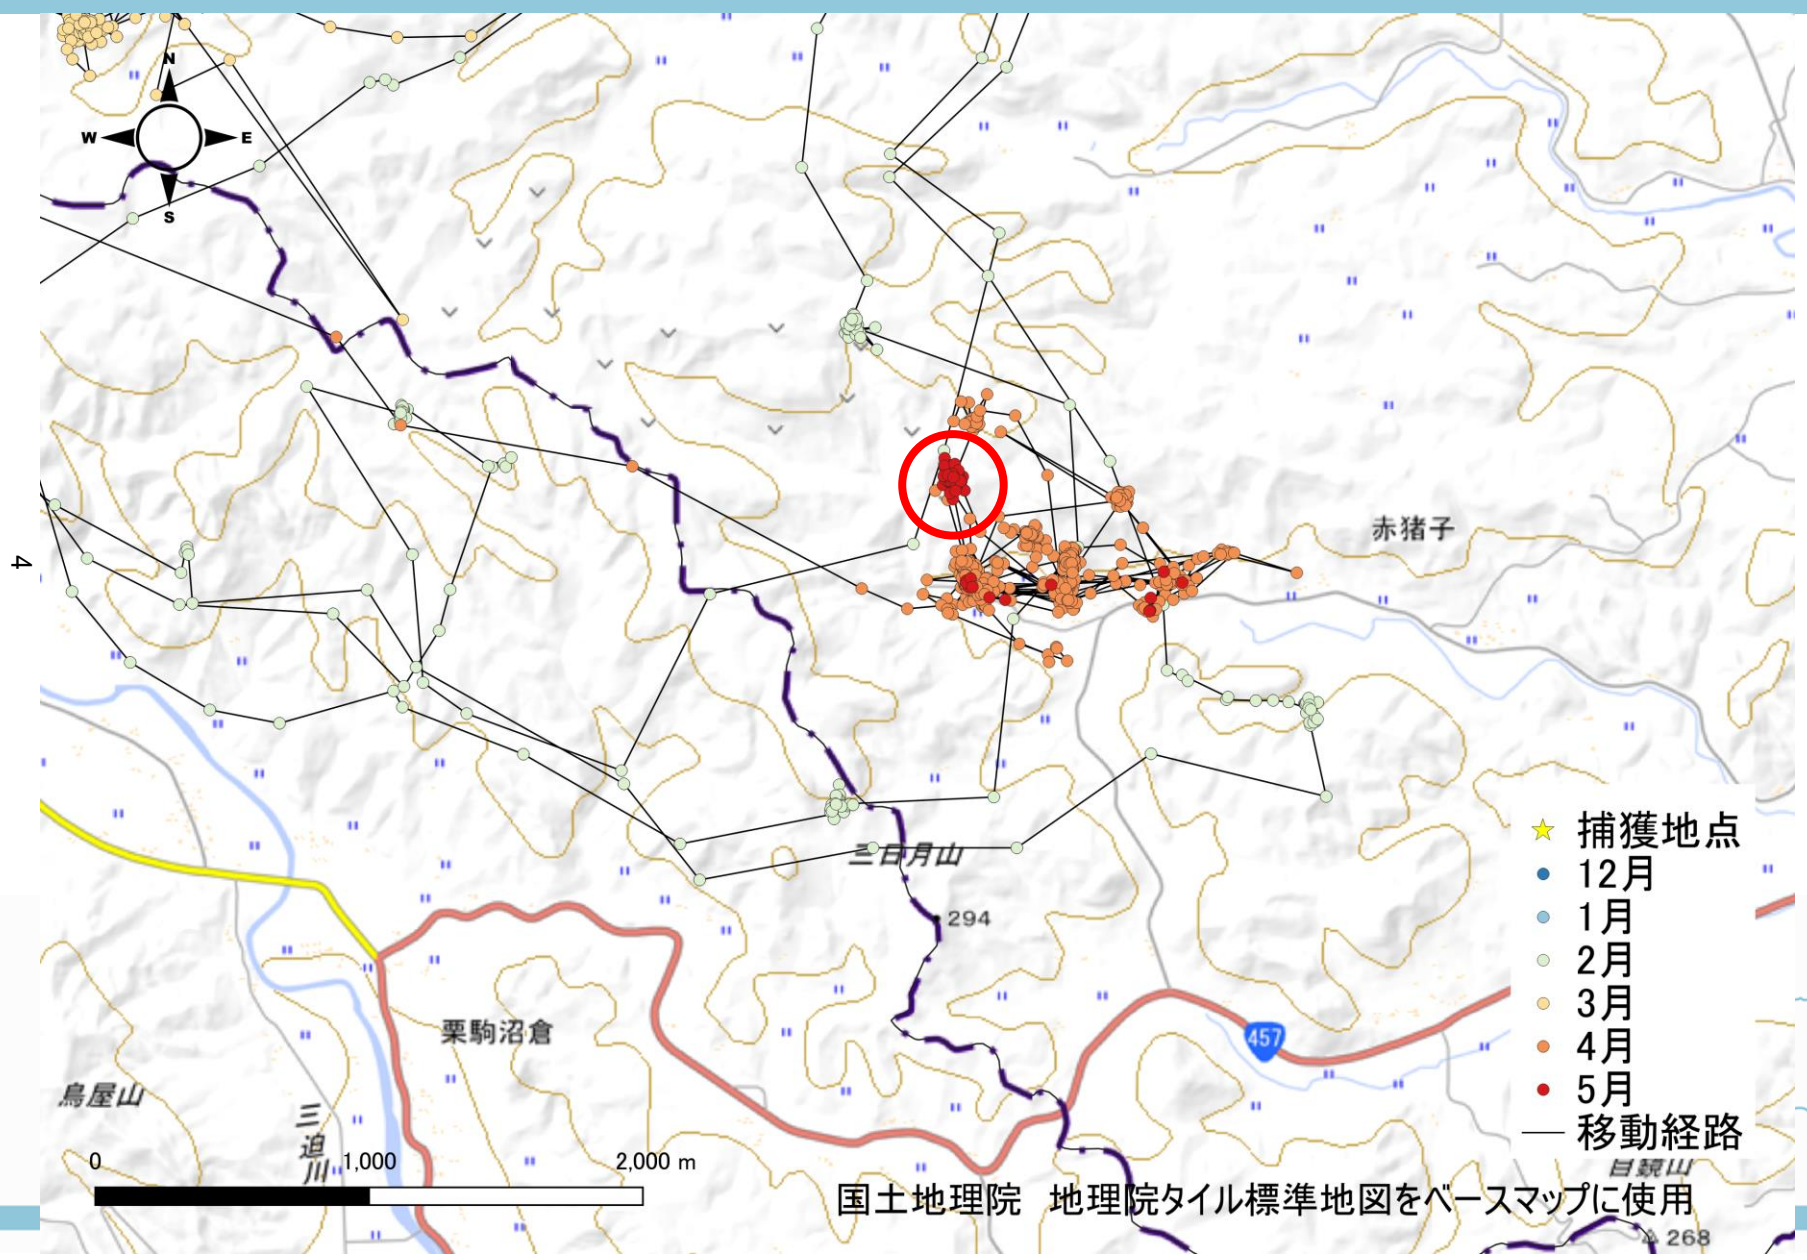 N
W
E
S
4
赤猪子
三日月山
294
栗駒沼倉
457
鳥屋山
三迫川
捕獲地点
12月
1月
2月
3月
4月
5月
移動経路
自鏡山
0 1,000 2,000 m
国土地理院 地理院タイル標準地図をベースマップに使用
268